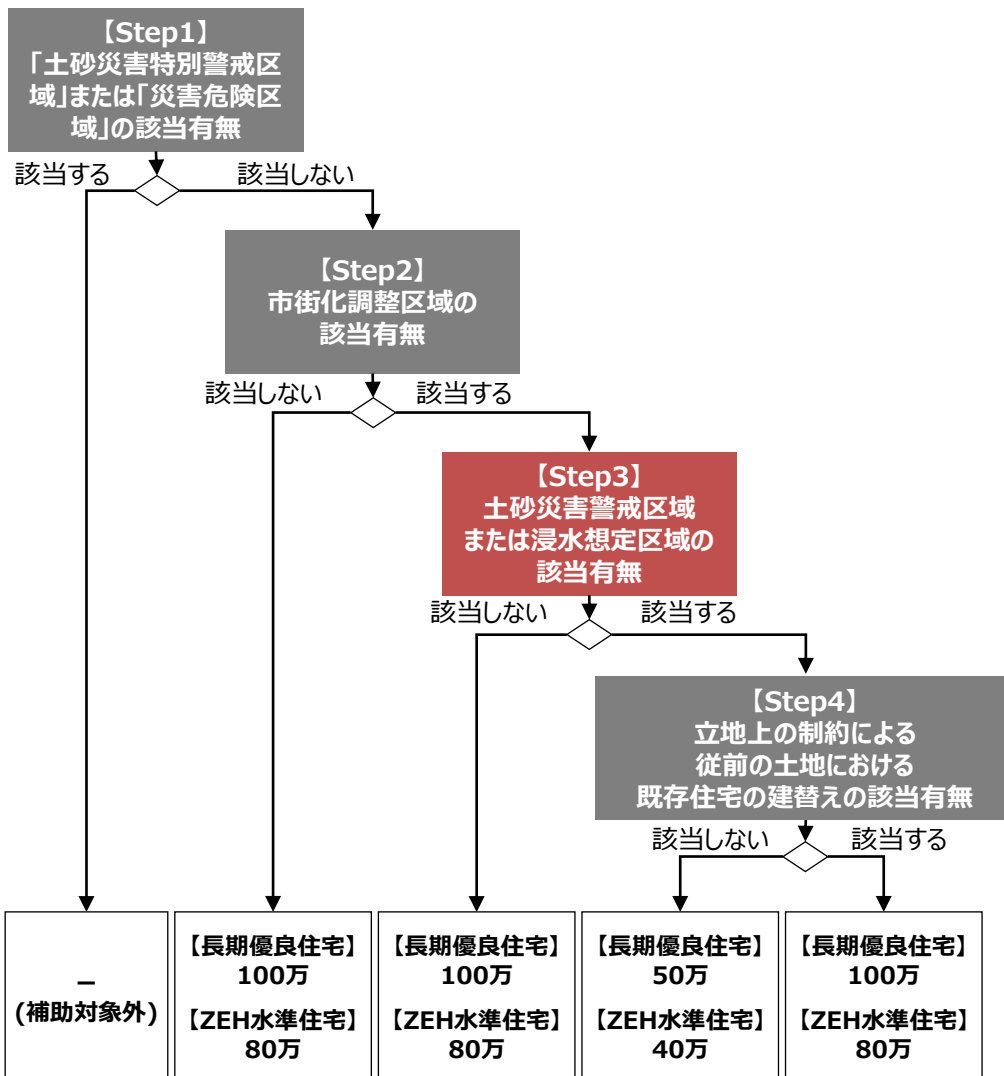 【Step1】
「土砂災害特別警戒区
域」または「災害危険区
域」の該当有無
該当する
該当しない
【Step2】
市街化調整区域の
該当有無
該当しない
該当する
【Step3】
土砂災害警戒区域
または浸水想定区域の
該当有無
該当しない
該当する
【Step4】
立地上の制約による
従前の土地における
既存住宅の建替えの該当有無
該当しない
該当する
－
(補助対象外)
【長期優良住宅】
100万
【ZEH水準住宅】
80万
【長期優良住宅】
100万
【ZEH水準住宅】
80万
【長期優良住宅】
50万
【ZEH水準住宅】
40万
【長期優良住宅】
100万
【ZEH水準住宅】
80万